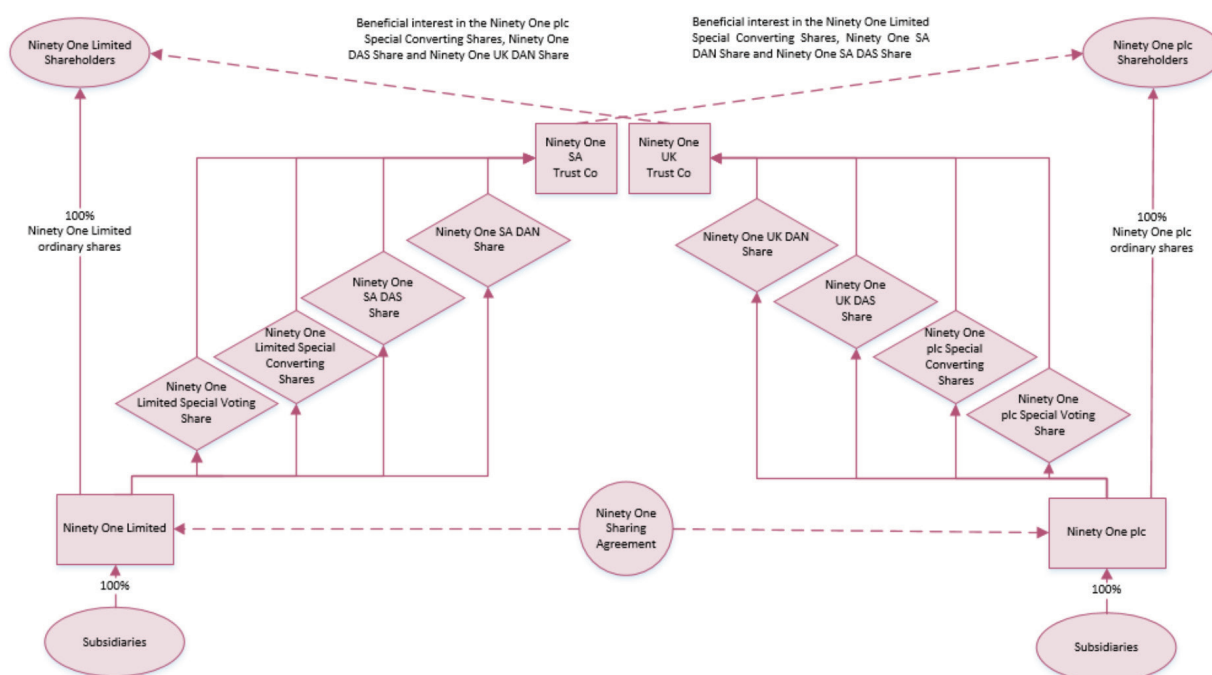 Beneficial interest in the Ninety One plc
Special Converting Shares, Ninety One
DAS Share and Ninety One UK DAN Share
Beneficial interest in the Ninety One Limited
Special Converting Shares, Ninety One SA
DAN Share and Ninety One SA DAS Share
Ninety One Limited
Shareholders
Ninety One plc
Shareholders
Ninety One
SA
Trust Co
Ninety One
UK
Trust Co
100%
Ninety One Limited
ordinary shares
Ninety One SA DAN
Share
Ninety One UK DAN
Share
100%
Ninety One plc
ordinary shares
Ninety One
SA DAS
Share
Ninety One
UK DAS
Share
Ninety One
Limited Special
Converting
Shares
Ninety One
plc Special
Converting
Shares
Ninety One
Limited Special Voting
Share
Ninety One
plc Special Voting
Share
Ninety One Limited
Ninety One
Sharing
Agreement
Ninety One plc
100%
100%
Subsidiaries
Subsidiaries